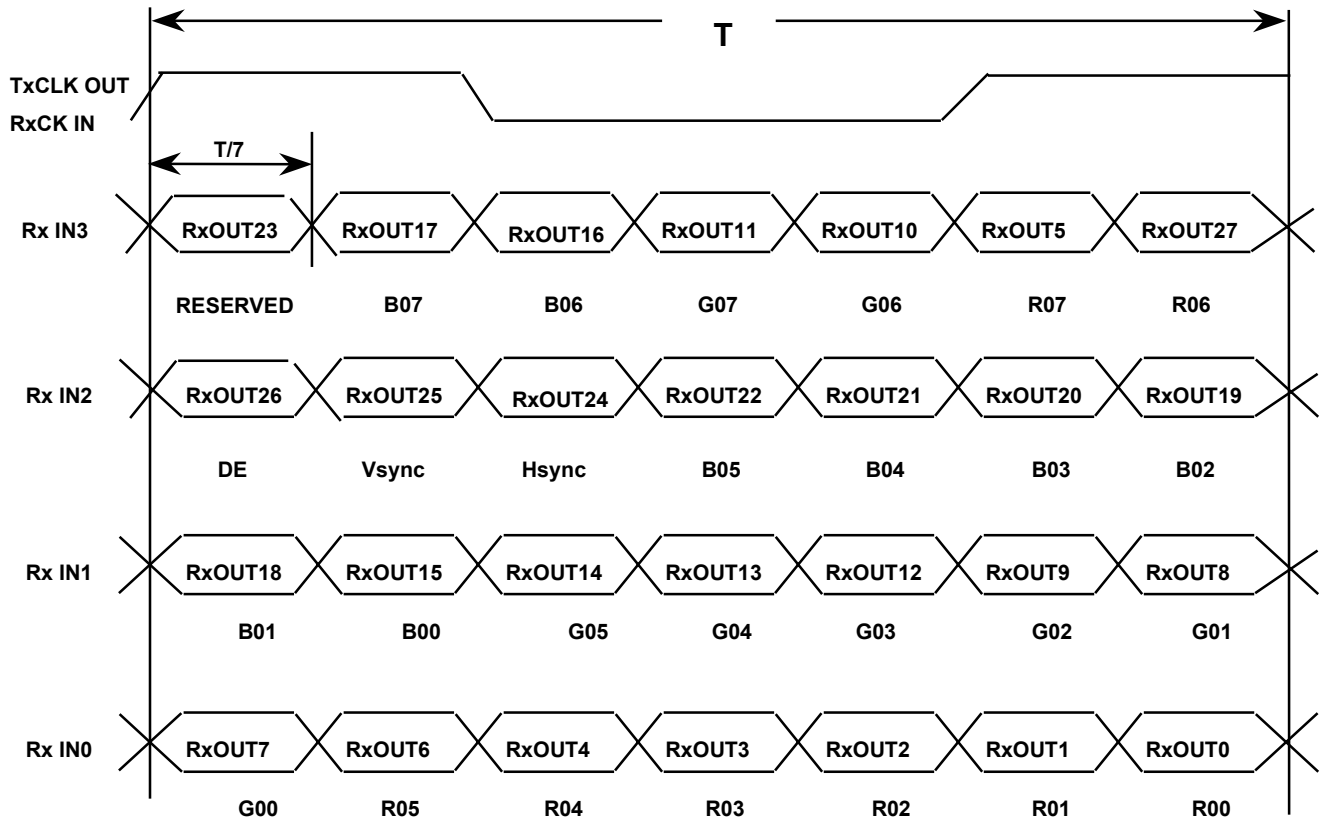 T
TxCLK OUT
RxCK IN
T/7
Rx IN3 RxOUT23 RxOUT17 RxOUT16 RxOUT11 RxOUT10 RxOUT5 RxOUT27
RESERVED B07 B06 G07 G06 R07 R06
Rx IN2 RxOUT26 RxOUT25 RxOUT24 RxOUT22 RxOUT21 RxOUT20 RxOUT19
DE Vsync Hsync B05 B04 B03 B02
Rx IN1 RxOUT18 RxOUT15 RxOUT14 RxOUT13 RxOUT12 RxOUT9 RxOUT8
B01 B00 G05 G04 G03 G02 G01
Rx IN0 RxOUT7 RxOUT6 RxOUT4 RxOUT3 RxOUT2 RxOUT1 RxOUT0
G00 R05 R04 R03 R02 R01 R00